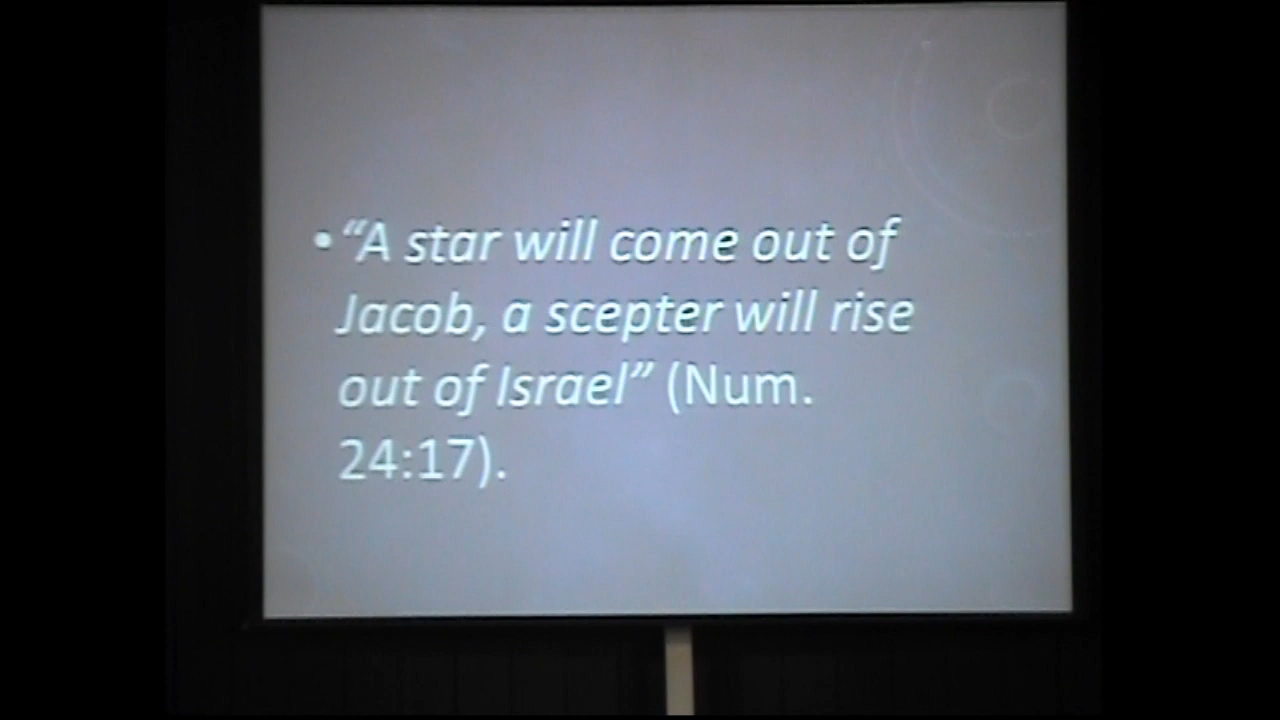 • “A star will come out of
Jacob, a scepter will rise
out of Israel” (Num.
24:17).